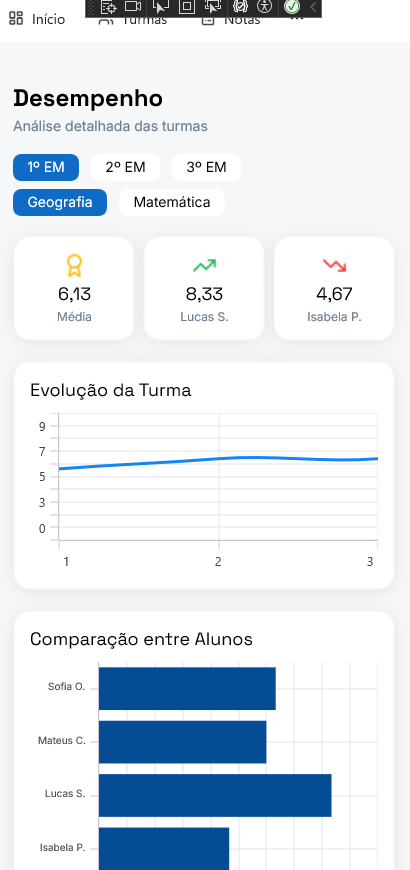 Início Turmas Notas
Desempenho
Análise detalhada das turmas
1º EM 2º EM 3º EM
Geografia Matemática
6,13 8,33 4,67
Média Lucas S. Isabela P.
Evolução da Turma
9
7
5
3
0
1 2 3
Comparação entre Alunos
Sofia O.
Mateus C.
Lucas S.
Isabela P.